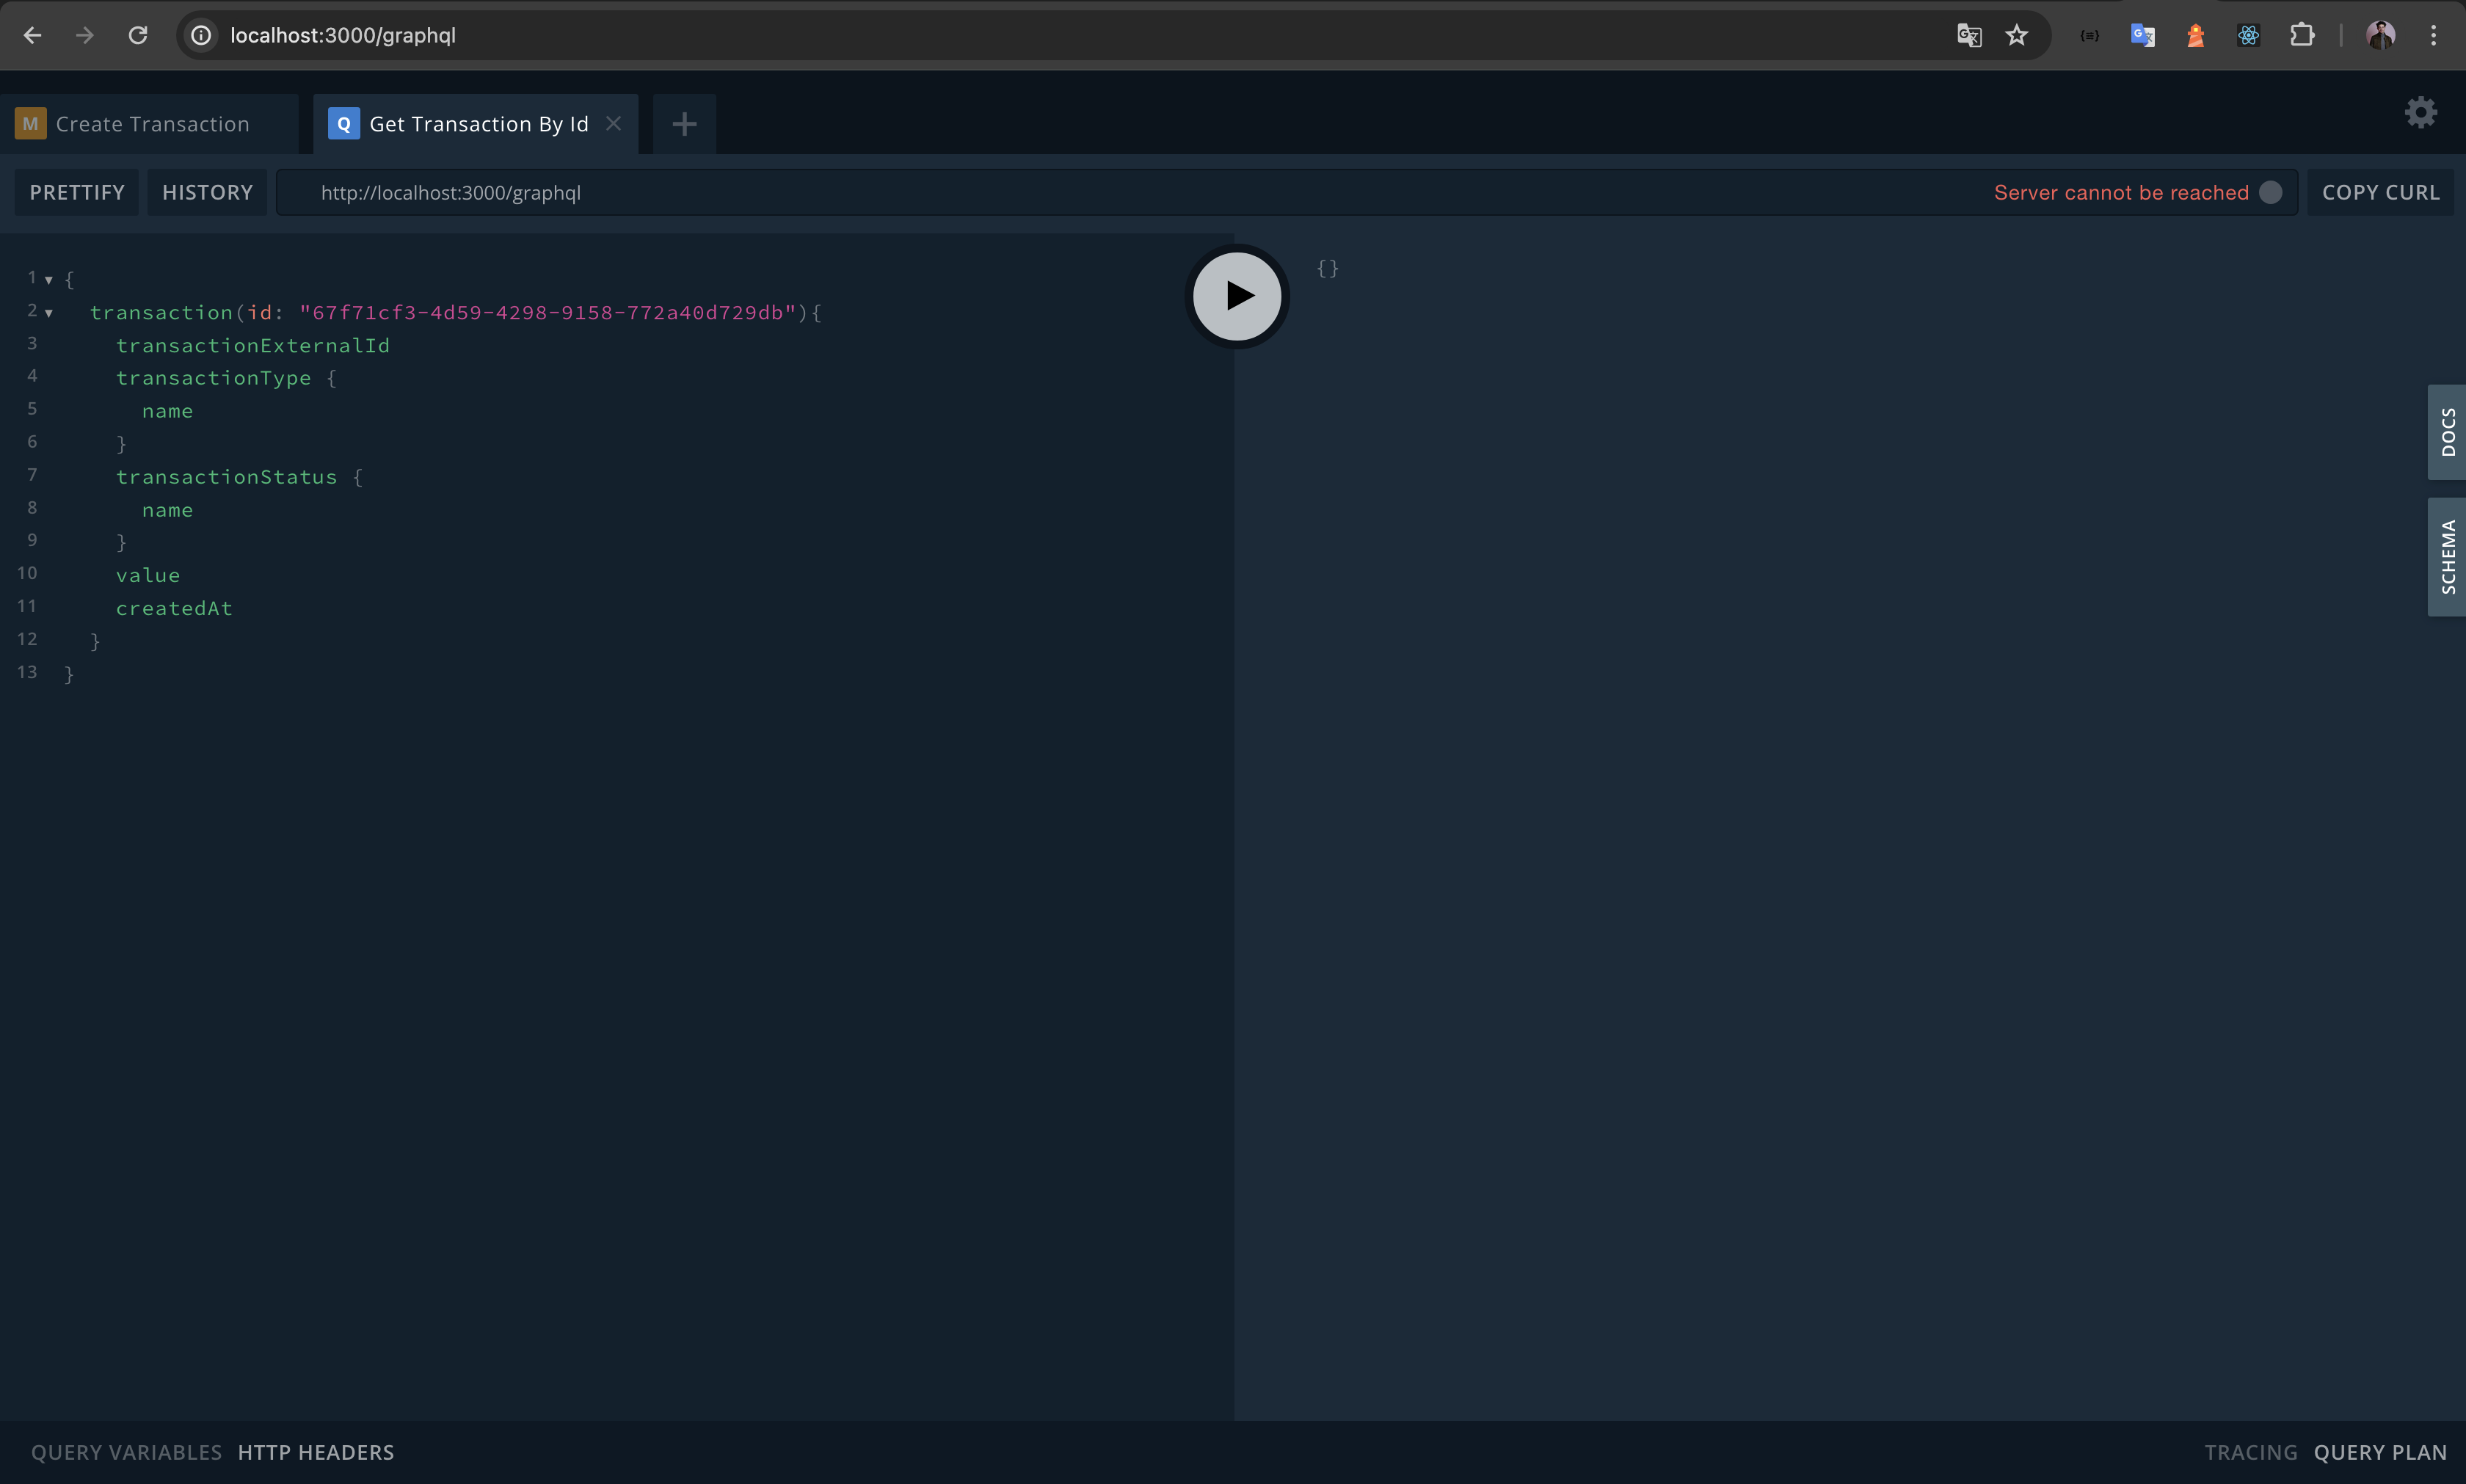 localhost:3000/graphql
M Create Transaction
Q Get Transaction By Id
PRETTIFY HISTORY http://localhost:3000/graphql Server cannot be reached COPY CURL
1 {
2 transaction(id: "67f71cf3-4d59-4298-9158-772a40d729db"){
3 transactionExternalId
4 transactionType {
5 name
6 }
7 transactionStatus {
8 name
9 }
10 value
11 createdAt
12 }
13 }
{}
DOCS
SCHEMA
QUERY VARIABLES HTTP HEADERS
TRACING QUERY PLAN